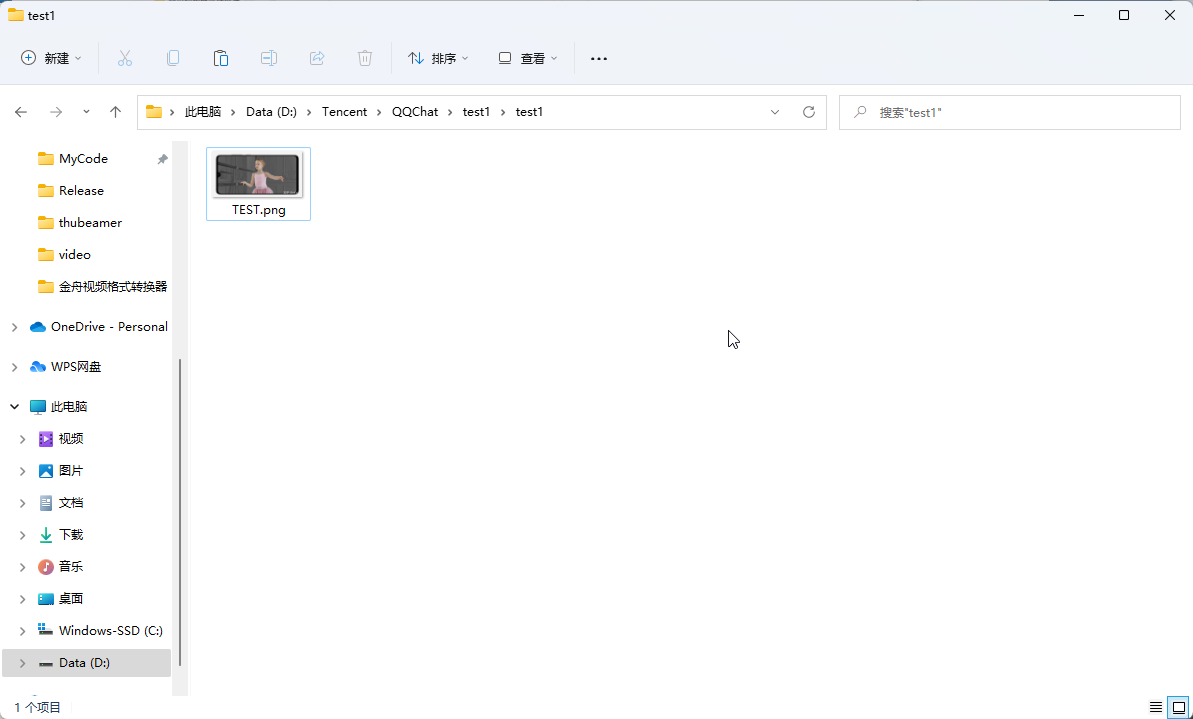 test1
新建
排序
查看
此电脑 Data (D:) Tencent QQChat test1 test1
搜索"test1"
MyCode
Release
thubeamer
video
金舟视频格式转换器
OneDrive - Personal
WPS网盘
此电脑
视频
图片
文档
下载
音乐
桌面
Windows-SSD (C:)
Data (D:)
TEST.png
1 个项目